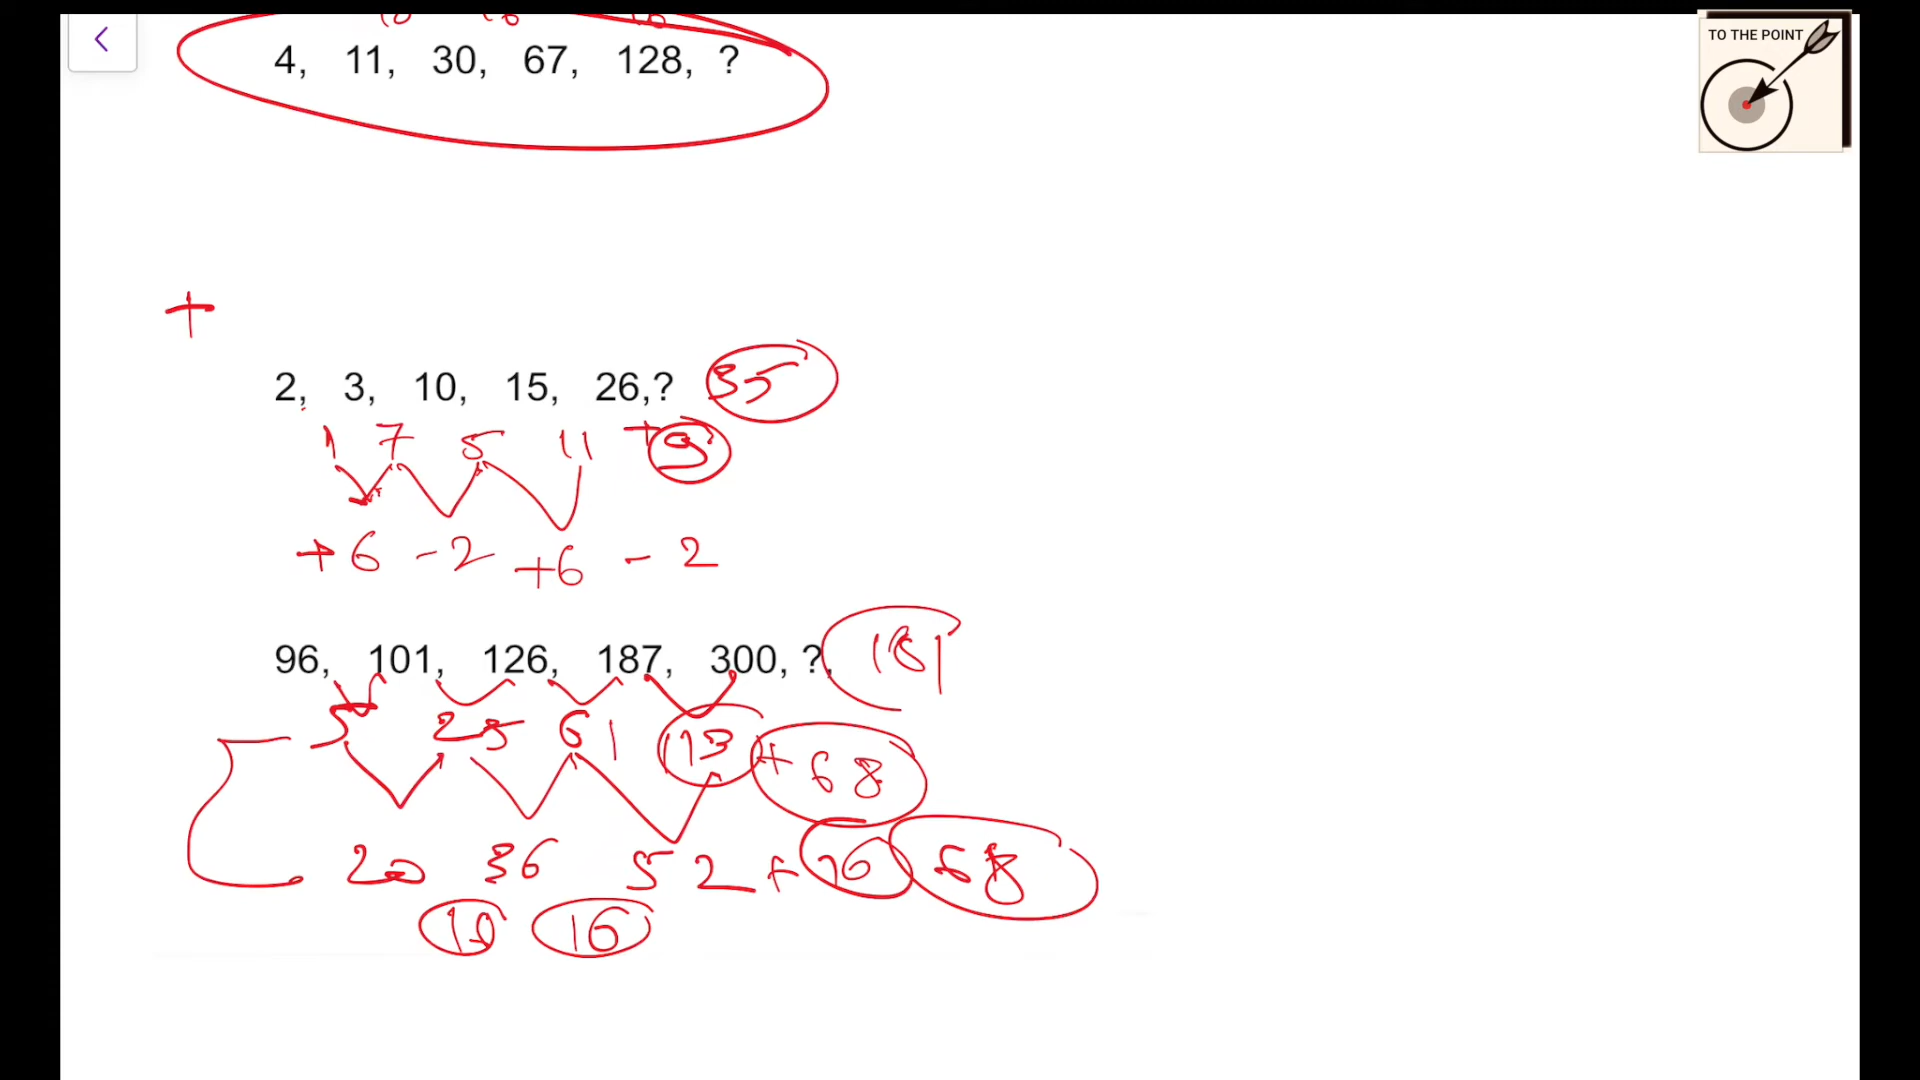 4, 11, 30, 67, 128, ?
TO THE POINT
+
2, 3, 10, 15, 26,? 35
1 7 5 11 +9
+6 -2 +6 -2
96, 101, 126, 187, 300, ?, 181
5 25 61 113 + 68
20 36 52 + 16 68
16 16